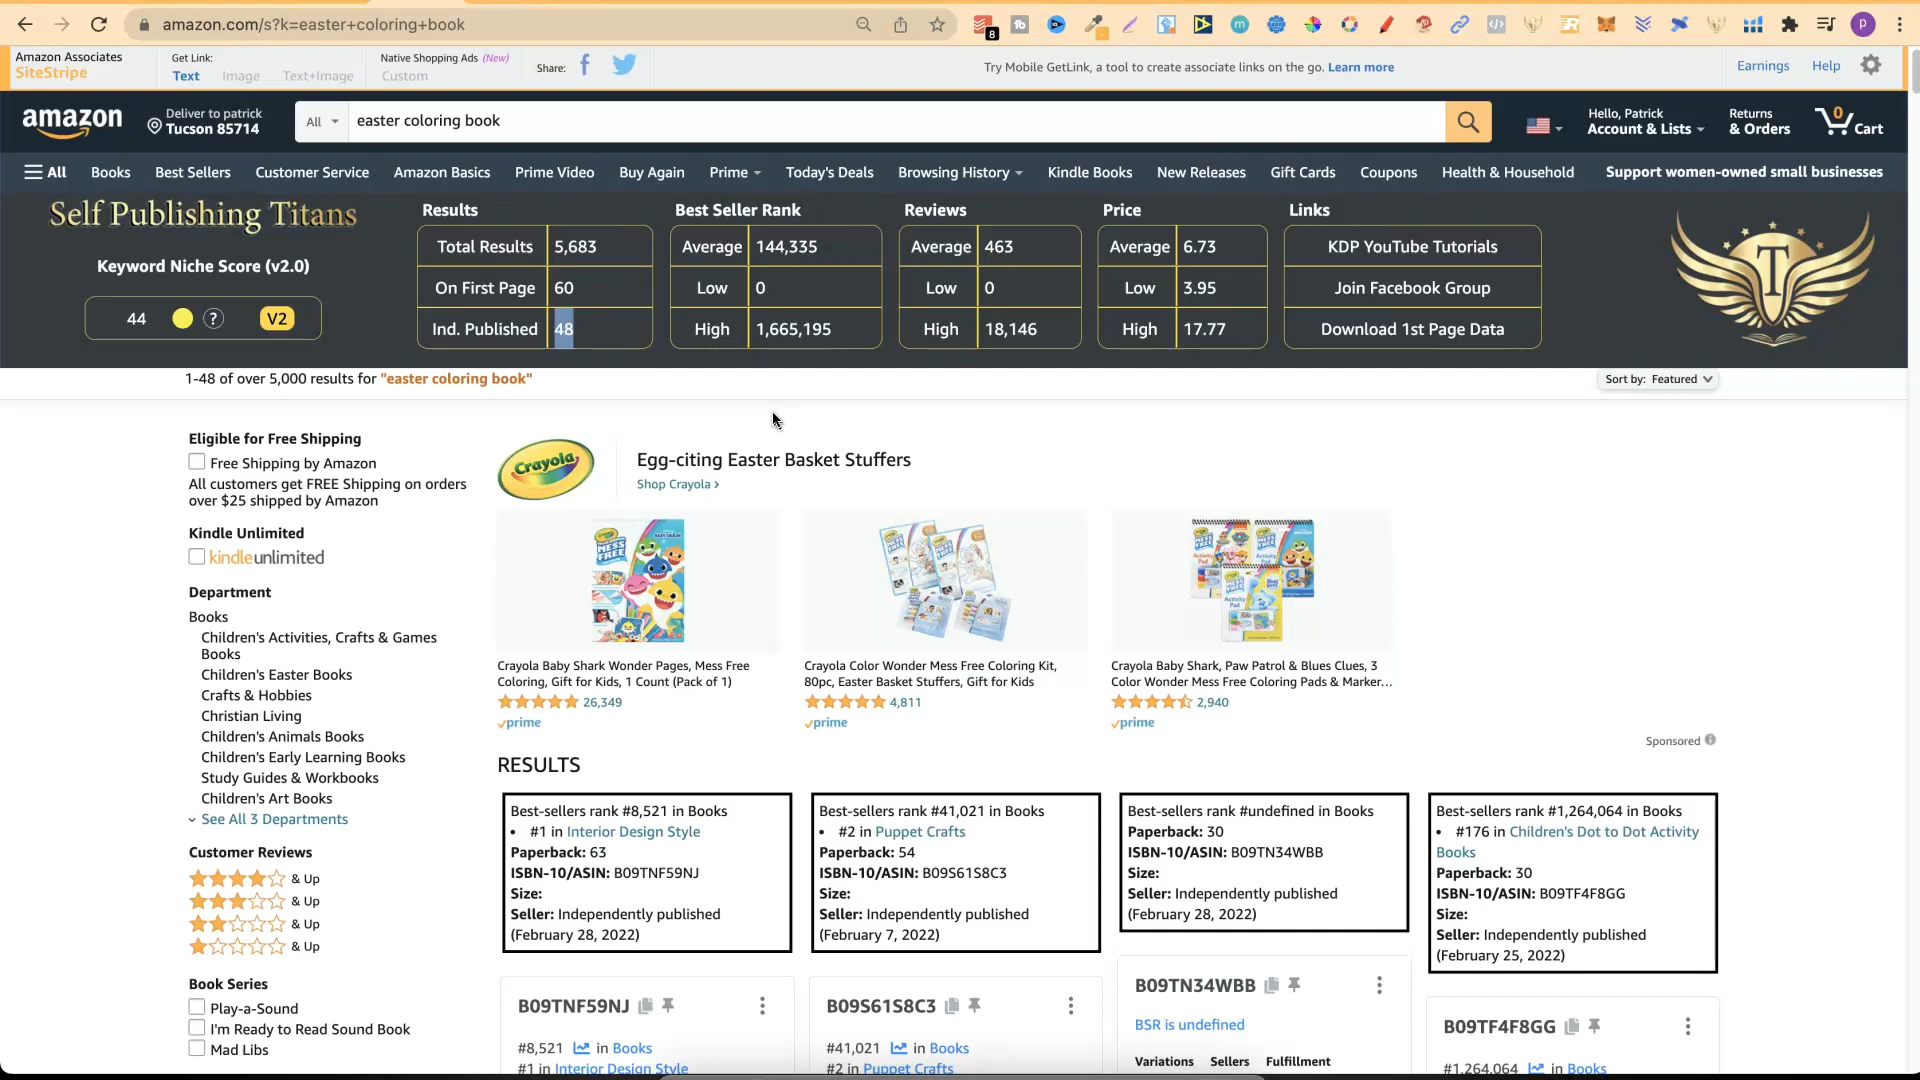 amazon.com/s?k=easter+coloring+book
8
p
Amazon Associates
SiteStripe
Get Link:
Text Image Text+Image
Native Shopping Ads (New)
Custom
Share:
Try Mobile GetLink, a tool to create associate links on the go. Learn more
Earnings Help
amazon
Deliver to patrick
Tucson 85714
All
easter coloring book
Hello, Patrick
Account & Lists
Returns
& Orders
0
Cart
All Books Best Sellers Customer Service Amazon Basics Prime Video Buy Again Prime Today's Deals Browsing History Kindle Books New Releases Gift Cards Coupons Health & Household Support women-owned small businesses
Self Publishing Titans
Keyword Niche Score (v2.0)
44 ? V2
Results
Total Results 5,683
On First Page 60
Ind. Published 48
Best Seller Rank
Average 144,335
Low 0
High 1,665,195
Reviews
Average 463
Low 0
High 18,146
Price
Average 6.73
Low 3.95
High 17.77
Links
KDP YouTube Tutorials
Join Facebook Group
Download 1st Page Data
T
1-48 of over 5,000 results for "easter coloring book"
Sort by: Featured
Eligible for Free Shipping
Free Shipping by Amazon
All customers get FREE Shipping on orders
over $25 shipped by Amazon
Kindle Unlimited
kindleunlimited
Department
Books
Children's Activities, Crafts & Games
Books
Children's Easter Books
Crafts & Hobbies
Christian Living
Children's Animals Books
Children's Early Learning Books
Study Guides & Workbooks
Children's Art Books
See All 3 Departments
Customer Reviews
& Up
& Up
& Up
& Up
Book Series
Play-a-Sound
I'm Ready to Read Sound Book
Mad Libs
Crayola
Egg-citing Easter Basket Stuffers
Shop Crayola ›
Crayola Baby Shark Wonder Pages, Mess Free
Coloring, Gift for Kids, 1 Count (Pack of 1)
26,349
prime
Crayola Color Wonder Mess Free Coloring Kit,
80pc, Easter Basket Stuffers, Gift for Kids
4,811
prime
Crayola Baby Shark, Paw Patrol & Blues Clues, 3
Color Wonder Mess Free Coloring Pads & Marker...
2,940
prime
Sponsored
RESULTS
Best-sellers rank #8,521 in Books
• #1 in Interior Design Style
Paperback: 63
ISBN-10/ASIN: B09TNF59NJ
Size:
Seller: Independently published
(February 28, 2022)
Best-sellers rank #41,021 in Books
• #2 in Puppet Crafts
Paperback: 54
ISBN-10/ASIN: B09S61S8C3
Size:
Seller: Independently published
(February 7, 2022)
Best-sellers rank #undefined in Books
Paperback: 30
ISBN-10/ASIN: B09TN34WBB
Size:
Seller: Independently published
(February 28, 2022)
Best-sellers rank #1,264,064 in Books
• #176 in Children's Dot to Dot Activity
Books
Paperback: 30
ISBN-10/ASIN: B09TF4F8GG
Size:
Seller: Independently published
(February 25, 2022)
B09TNF59NJ
#8,521 in Books
#1 in Interior Design Style
B09S61S8C3
#41,021 in Books
#2 in Puppet Crafts
B09TN34WBB
BSR is undefined
Variations Sellers Fulfillment
B09TF4F8GG
#1,264,064 in Books